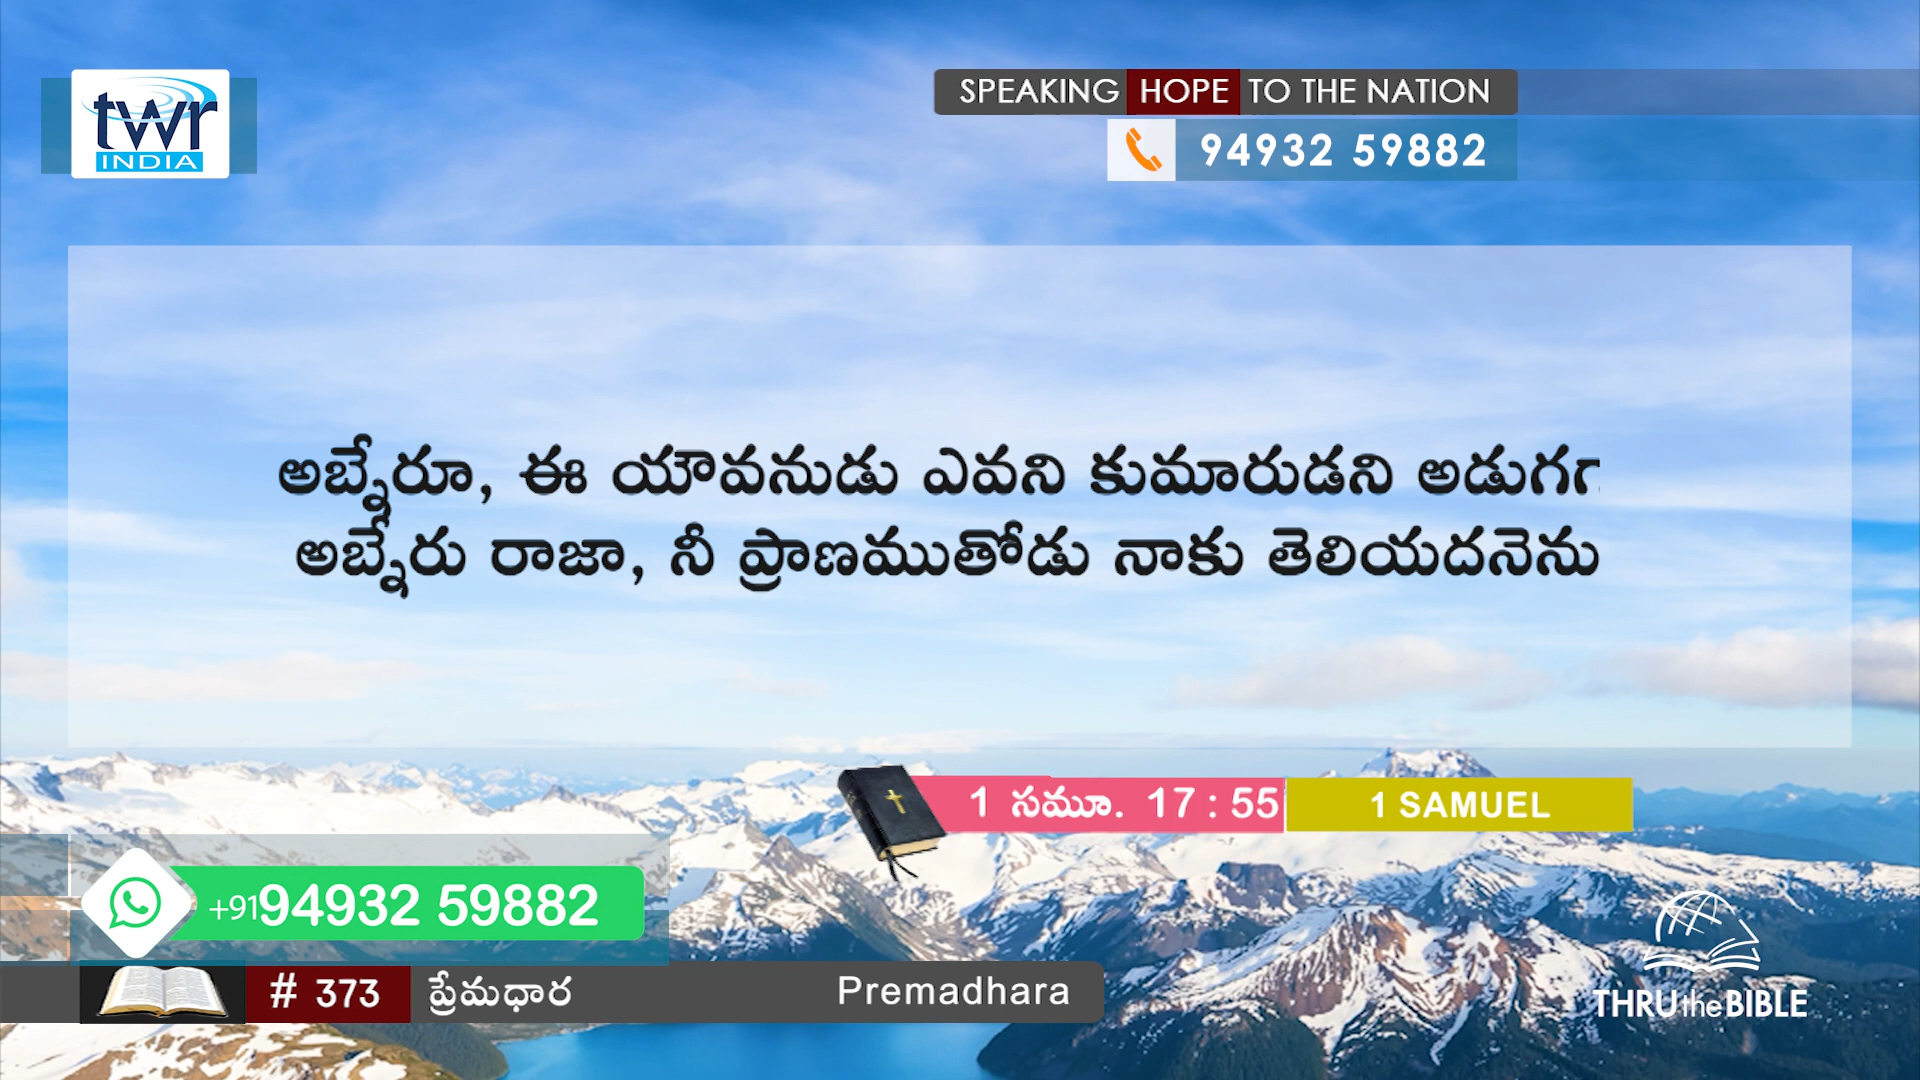 twr
INDIA
SPEAKING HOPE TO THE NATION
94932 59882
అబ్నేరూ, ఈ యౌవనుడు ఎవని కుమారుడని అడుగగ
అబ్నేరు రాజా, నీ ప్రాణముతోడు నాకు తెలియదనెను
1 సమూ. 17 : 55
1 SAMUEL
+9194932 59882
# 373 ప్రేమధార Premadhara
THRU the BIBLE